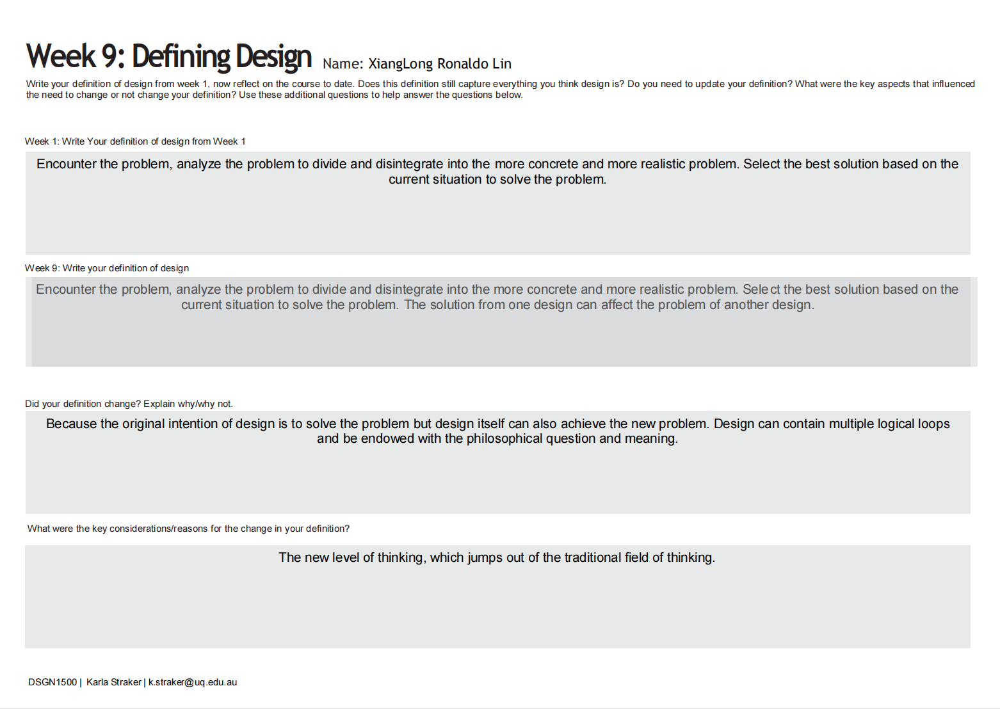 Week 9: Defining Design Name: XiangLong Ronaldo Lin
Write your definition of design from week 1, now reflect on the course to date. Does this definition still capture everything you think design is? Do you need to update your definition? What were the key aspects that influenced
the need to change or not change your definition? Use these additional questions to help answer the questions below.
Week 1: Write Your definition of design from Week 1
Encounter the problem, analyze the problem to divide and disintegrate into the more concrete and more realistic problem. Select the best solution based on the
current situation to solve the problem.
Week 9: Write your definition of design
Encounter the problem, analyze the problem to divide and disintegrate into the more concrete and more realistic problem. Select the best solution based on the
current situation to solve the problem. The solution from one design can affect the problem of another design.
Did your definition change? Explain why/why not.
Because the original intention of design is to solve the problem but design itself can also achieve the new problem. Design can contain multiple logical loops
and be endowed with the philosophical question and meaning.
What were the key considerations/reasons for the change in your definition?
The new level of thinking, which jumps out of the traditional field of thinking.
DSGN1500 | Karla Straker | k.straker@uq.edu.au